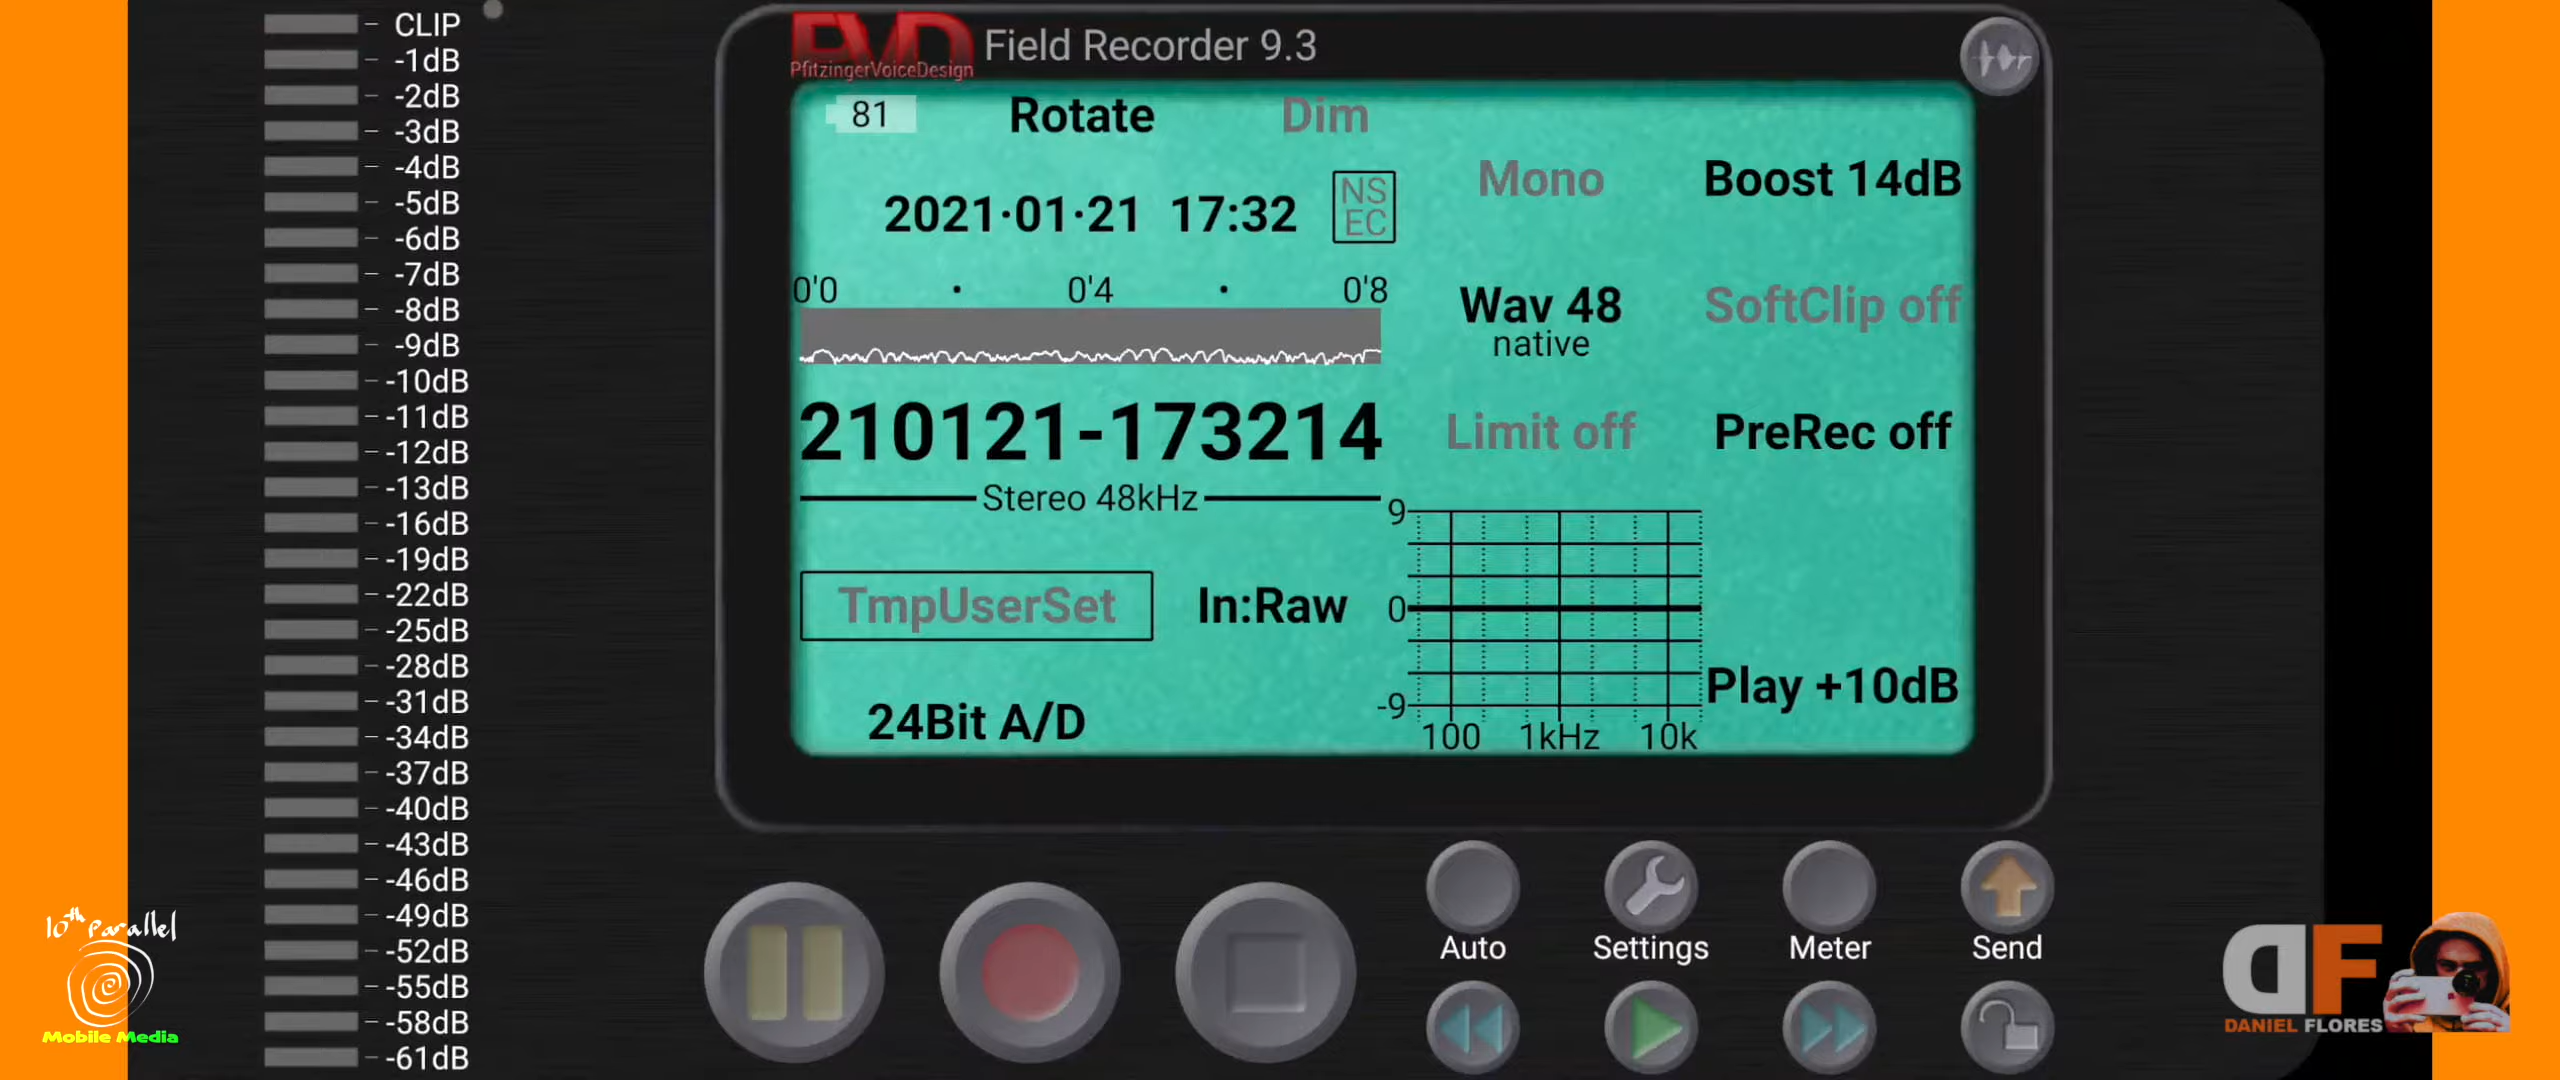 CLIP
-1dB
-2dB
-3dB
-4dB
-5dB
-6dB
-7dB
-8dB
-9dB
-10dB
-11dB
-12dB
-13dB
-16dB
-19dB
-22dB
-25dB
-28dB
-31dB
-34dB
-37dB
-40dB
-43dB
-46dB
-49dB
-52dB
-55dB
-58dB
-61dB
PVD Field Recorder 9.3
PfitzingerVoiceDesign
81 Rotate Dim
Mono Boost 14dB
2021·01·21 17:32 NS EC
0'0 · 0'4 · 0'8
Wav 48 SoftClip off
native
210121-173214
Limit off PreRec off
Stereo 48kHz
9
TmpUserSet In:Raw 0
Play +10dB
-9
24Bit A/D
100 1kHz 10k
Auto Settings Meter Send
10th Parallel
Mobile Media
DF
DANIEL FLORES